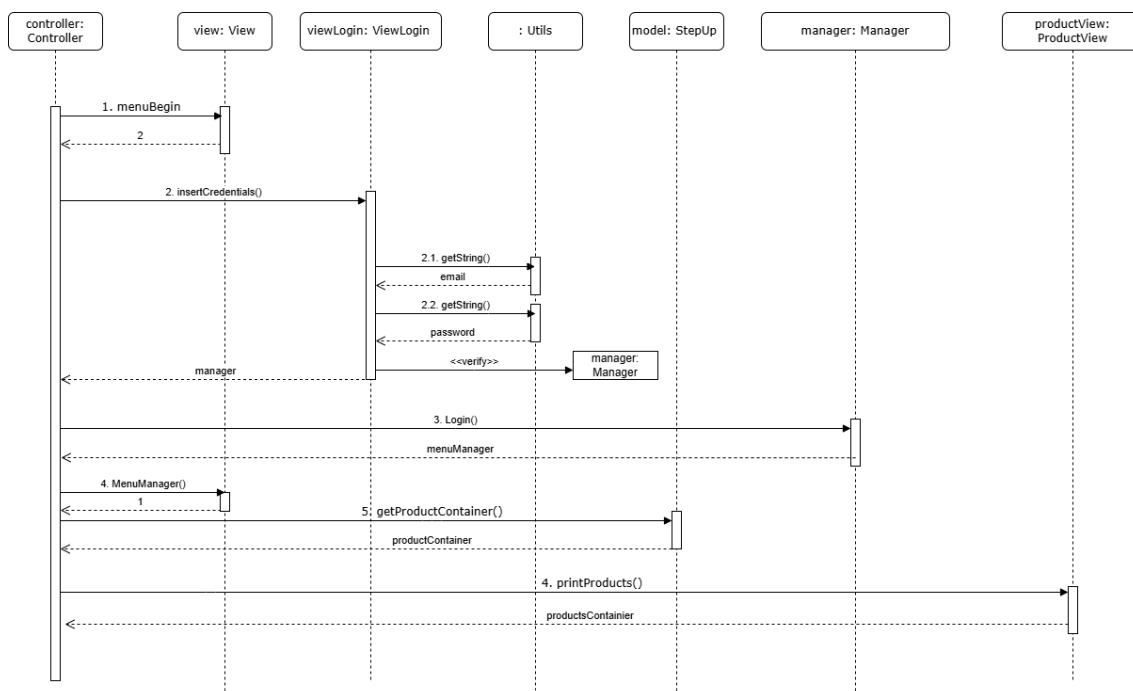 controller:
Controller
view: View
viewLogin: ViewLogin
: Utils
model: StepUp
manager: Manager
productView:
ProductView
1. menuBegin
2
2. insertCredentials()
2.1. getString()
email
2.2. getString()
password
<<verify>>
manager:
Manager
manager
3. Login()
menuManager
4. MenuManager()
1
5. getProductContainer()
productContainer
4. printProducts()
productsContainier